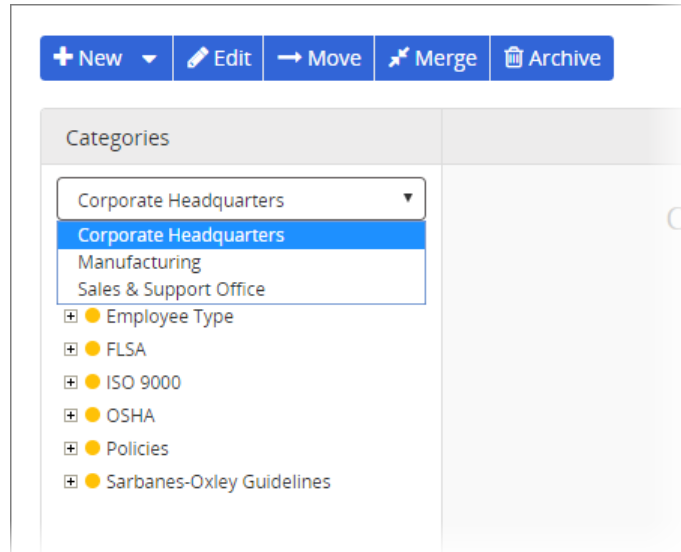 New Edit Move Merge Archive
Categories
Corporate Headquarters
Corporate Headquarters
Manufacturing
Sales & Support Office
Employee Type
FLSA
ISO 9000
OSHA
Policies
Sarbanes-Oxley Guidelines